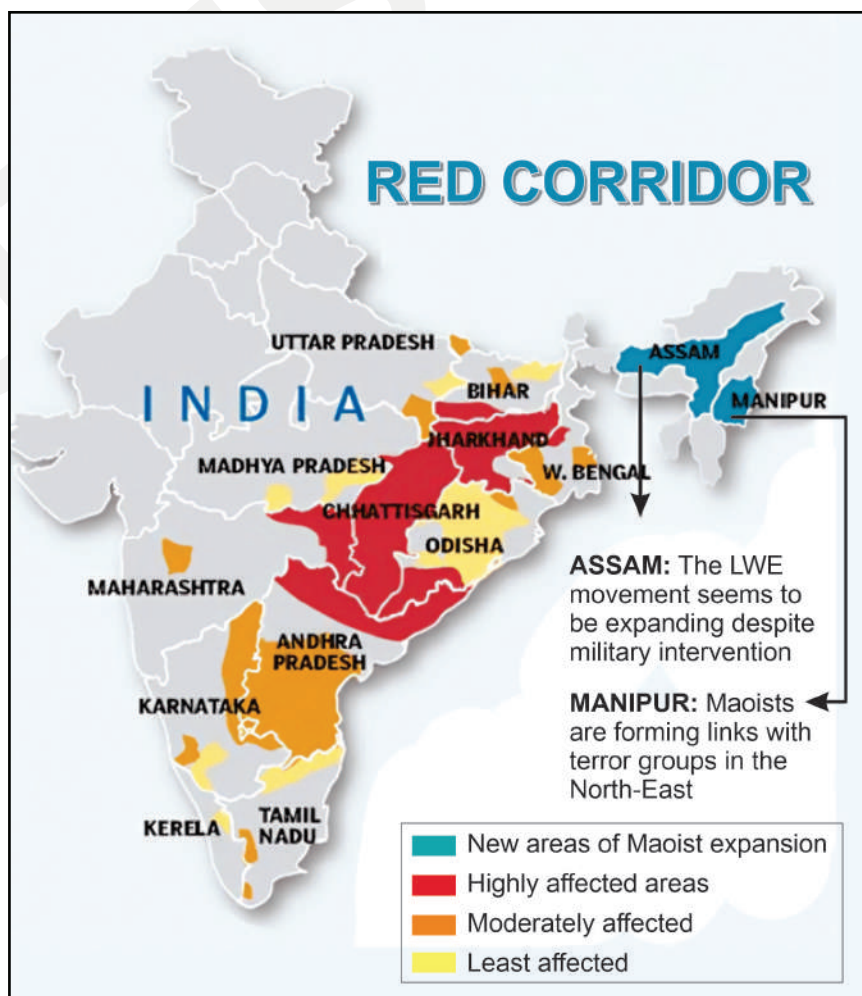 RED CORRIDOR
UTTAR PRADESH
ASSAM
BIHAR
INDIA
MANIPUR
JHARKHAND
MADHYA PRADESH
W. BENGAL
CHHATTISGARH
ODISHA
MAHARASHTRA
ASSAM: The LWE
movement seems to
be expanding despite
military intervention
ANDHRA
PRADESH
KARNATAKA
MANIPUR: Maoists
are forming links with
terror groups in the
North-East
KERELA
TAMIL
NADU
New areas of Maoist expansion
Highly affected areas
Moderately affected
Least affected